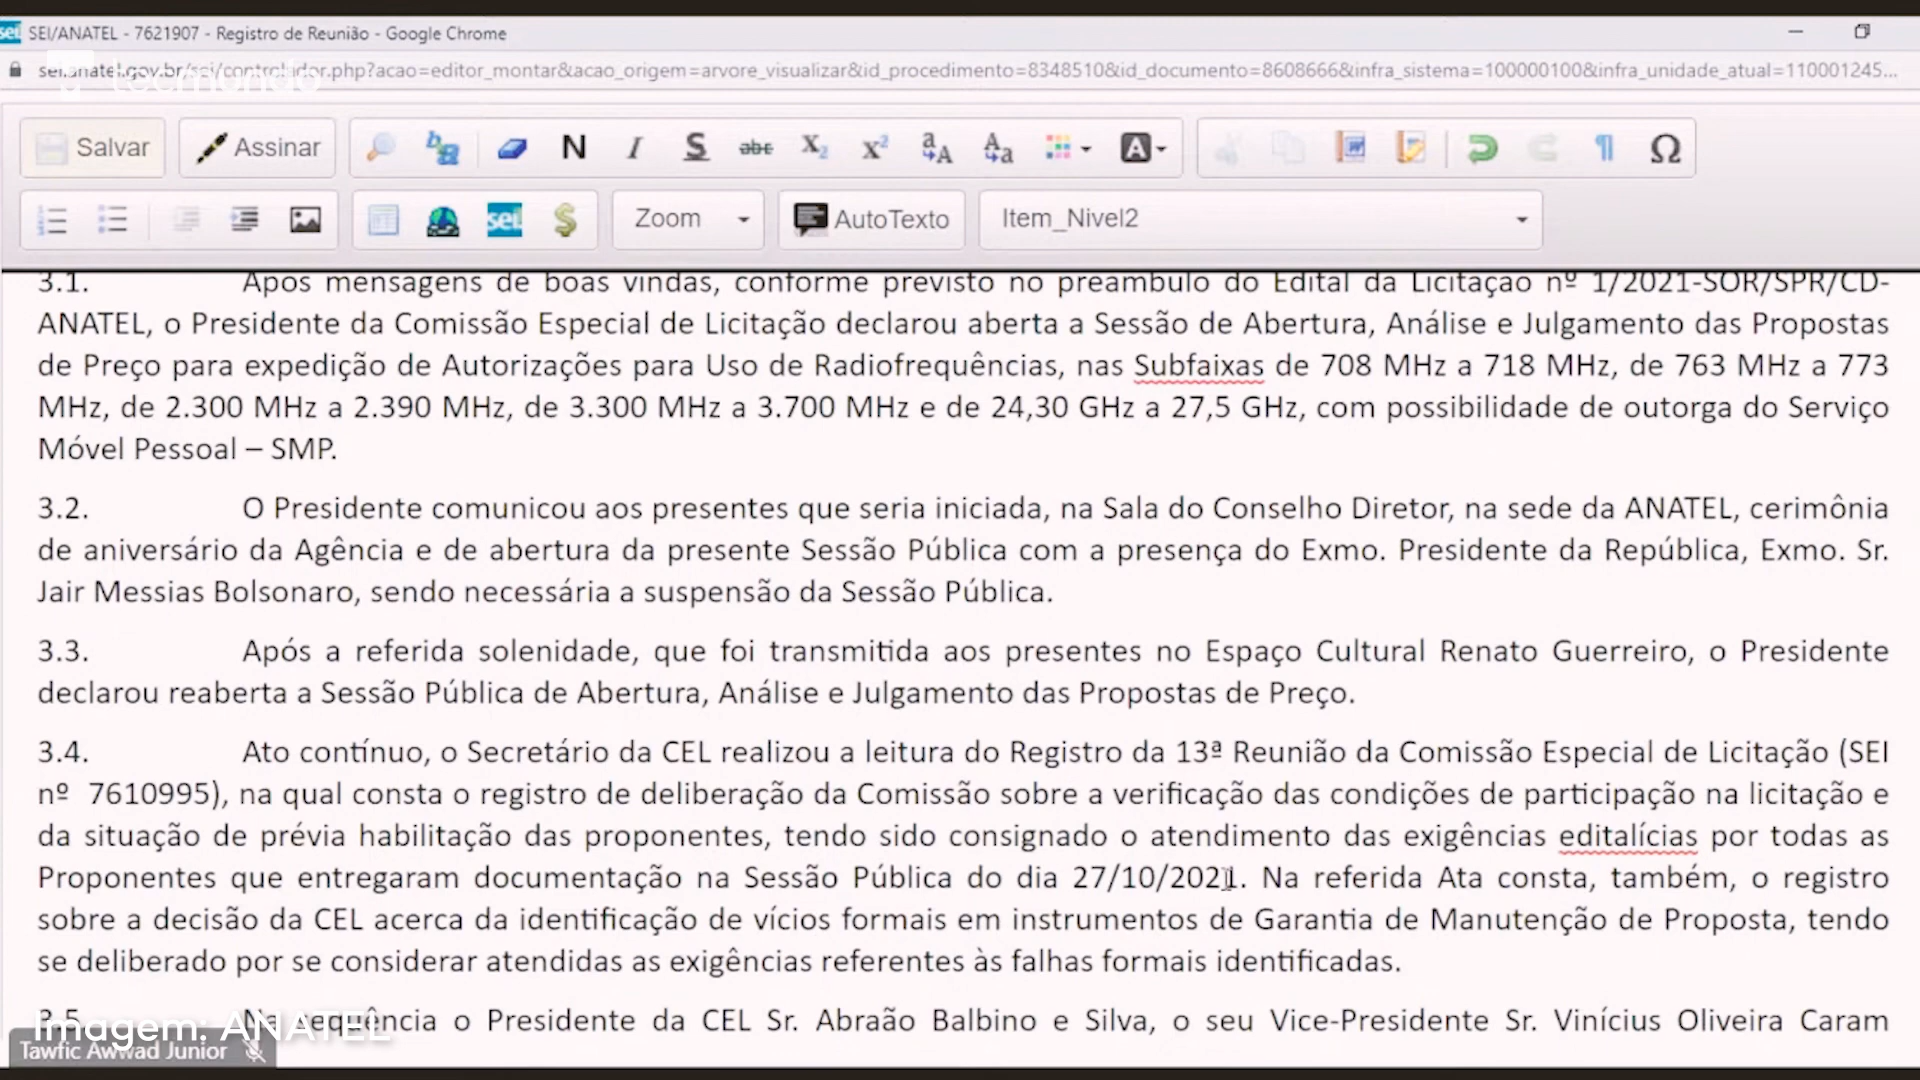 SEI/ANATEL - 7621907 - Registro de Reunião - Google Chrome
sei.anatel.gov.br/sei/controlador.php?acao=editor_montar&acao_origem=arvore_visualizar&id_procedimento=8348510&id_documento=8608666&infra_sistema=100000100&infra_unidade_atual=110001245...
tecmundo
Salvar Assinar N I S abc X₂ X² A
sei Zoom AutoTexto Item_Nivel2
3.1. Após mensagens de boas vindas, conforme previsto no preâmbulo do Edital da Licitação nº 1/2021-SOR/SPR/CD-
ANATEL, o Presidente da Comissão Especial de Licitação declarou aberta a Sessão de Abertura, Análise e Julgamento das Propostas
de Preço para expedição de Autorizações para Uso de Radiofrequências, nas Subfaixas de 708 MHz a 718 MHz, de 763 MHz a 773
MHz, de 2.300 MHz a 2.390 MHz, de 3.300 MHz a 3.700 MHz e de 24,30 GHz a 27,5 GHz, com possibilidade de outorga do Serviço
Móvel Pessoal – SMP.
3.2. O Presidente comunicou aos presentes que seria iniciada, na Sala do Conselho Diretor, na sede da ANATEL, cerimônia
de aniversário da Agência e de abertura da presente Sessão Pública com a presença do Exmo. Presidente da República, Exmo. Sr.
Jair Messias Bolsonaro, sendo necessária a suspensão da Sessão Pública.
3.3. Após a referida solenidade, que foi transmitida aos presentes no Espaço Cultural Renato Guerreiro, o Presidente
declarou reaberta a Sessão Pública de Abertura, Análise e Julgamento das Propostas de Preço.
3.4. Ato contínuo, o Secretário da CEL realizou a leitura do Registro da 13ª Reunião da Comissão Especial de Licitação (SEI
nº 7610995), na qual consta o registro de deliberação da Comissão sobre a verificação das condições de participação na licitação e
da situação de prévia habilitação das proponentes, tendo sido consignado o atendimento das exigências editalícias por todas as
Proponentes que entregaram documentação na Sessão Pública do dia 27/10/2021. Na referida Ata consta, também, o registro
sobre a decisão da CEL acerca da identificação de vícios formais em instrumentos de Garantia de Manutenção de Proposta, tendo
se deliberado por se considerar atendidas as exigências referentes às falhas formais identificadas.
3.5. Na sequência o Presidente da CEL Sr. Abraão Balbino e Silva, o seu Vice-Presidente Sr. Vinícius Oliveira Caram
Imagem: ANATEL
Tawfic Awwad Junior